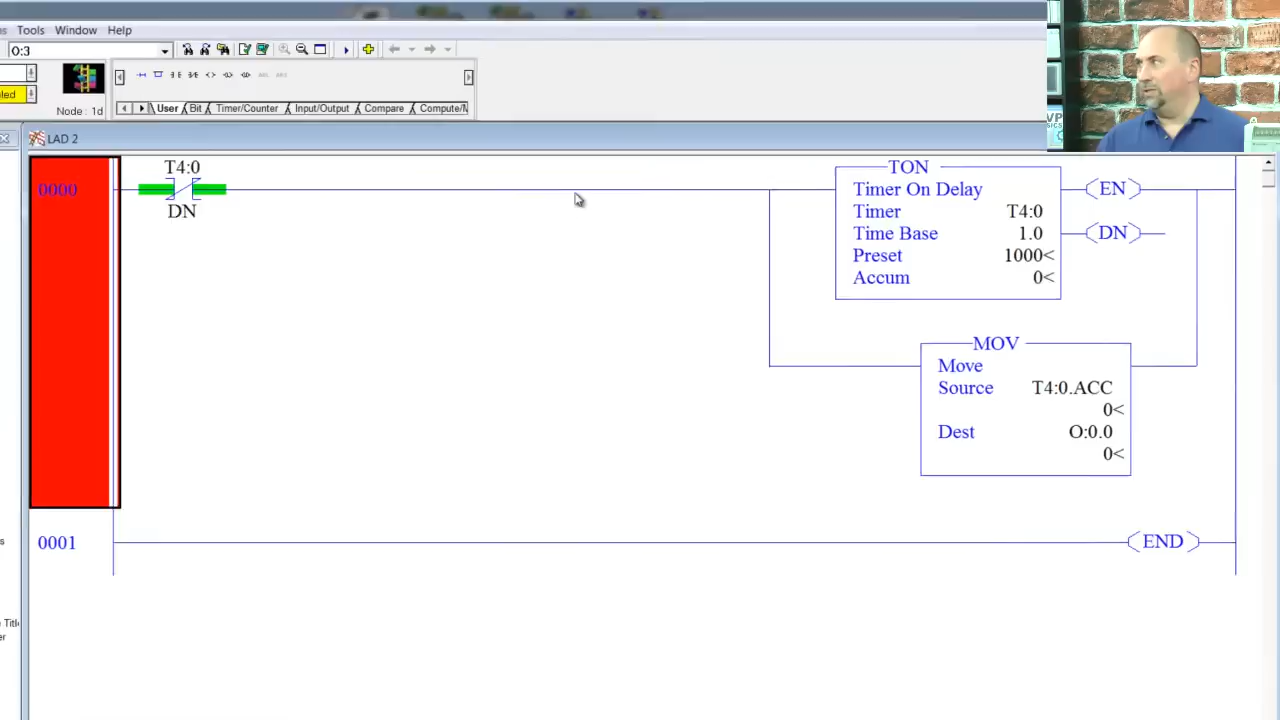 Tools Window Help
O:3
Node : 1d
User Bit Timer/Counter Input/Output Compare
LAD 2
0000
T4:0
DN
TON
Timer On Delay
Timer T4:0
Time Base 1.0
Preset 1000<
Accum 0<
EN
DN
MOV
Move
Source T4:0.ACC
0<
Dest O:0.0
0<
0001
END